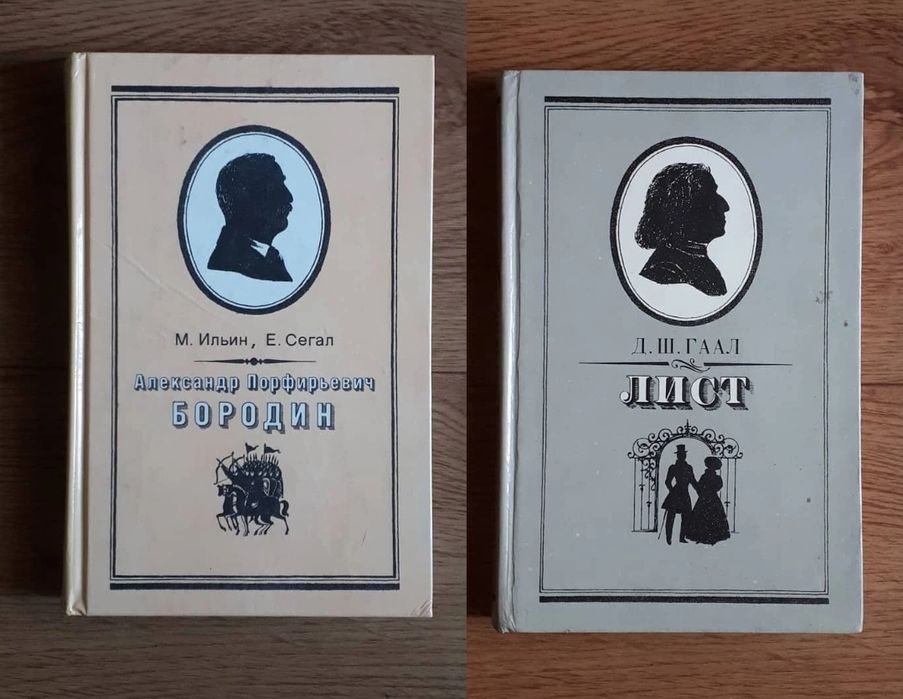 М. Ильин, Е. Сегал
Александр Порфирьевич
БОРОДИН
Д. Ш. ГААЛ
ЛИСТ